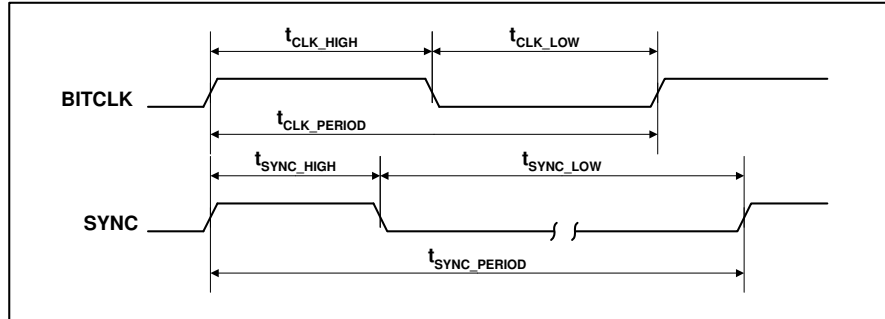 tCLK_HIGH tCLK_LOW
BITCLK
tCLK_PERIOD
tSYNC_HIGH tSYNC_LOW
SYNC
tSYNC_PERIOD